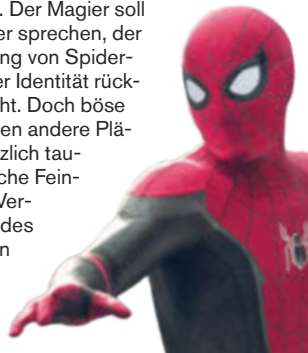 . Der Magier soll
er sprechen, der
ng von Spider-
er Identität rück-
ht. Doch böse
en andere Plä-
zlich tau-
che Fein-
Ver-
des
n